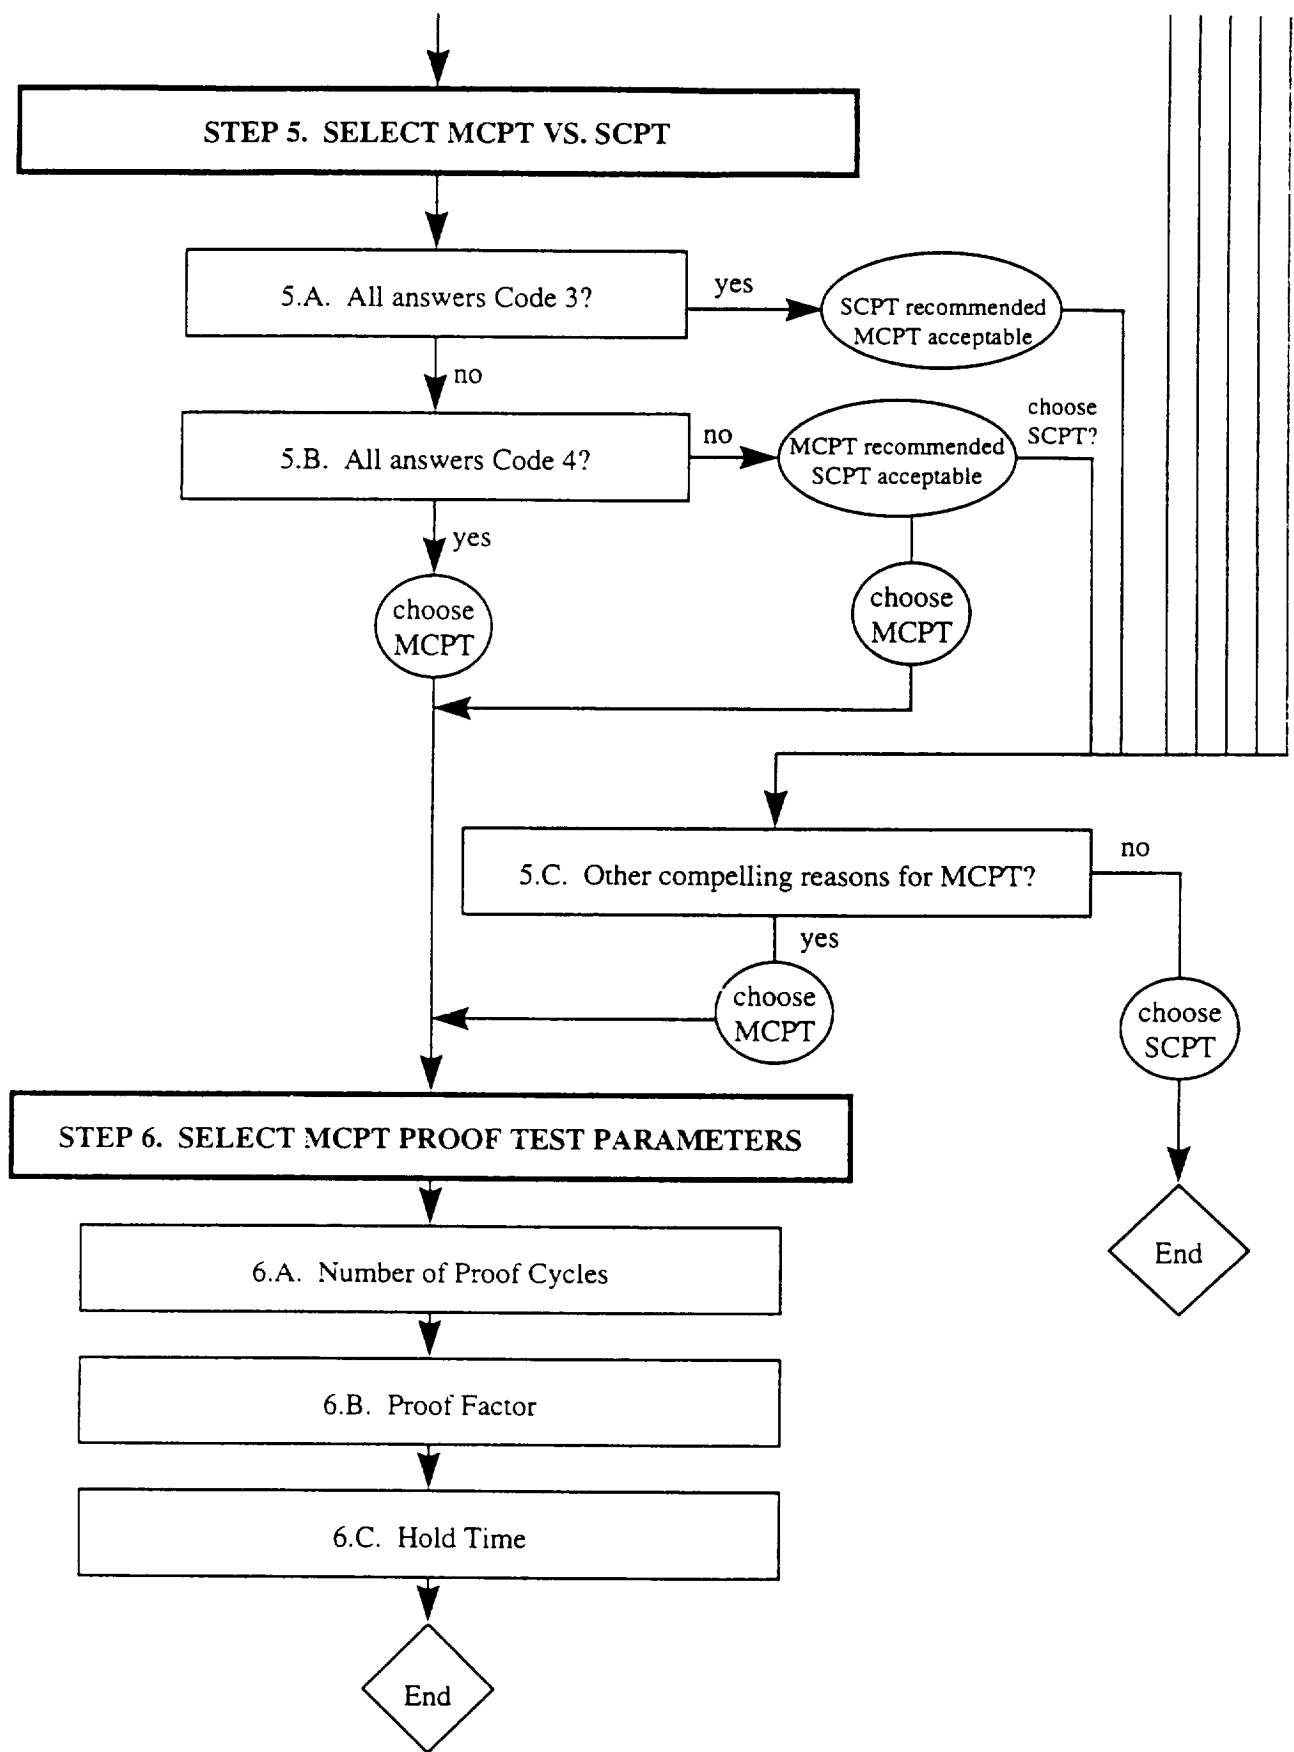 STEP 5. SELECT MCPT VS. SCPT
5.A. All answers Code 3?
yes
SCPT recommended
MCPT acceptable
no
5.B. All answers Code 4?
no
MCPT recommended
SCPT acceptable
choose
SCPT?
yes
choose
MCPT
choose
MCPT
5.C. Other compelling reasons for MCPT?
no
yes
choose
MCPT
choose
SCPT
STEP 6. SELECT MCPT PROOF TEST PARAMETERS
6.A. Number of Proof Cycles
End
6.B. Proof Factor
6.C. Hold Time
End